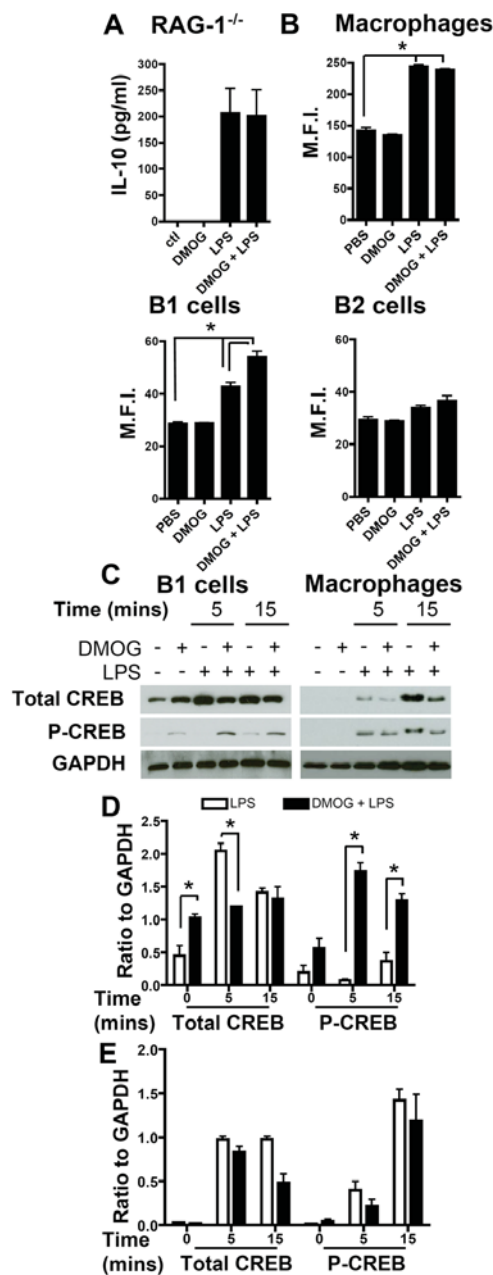 A RAG-1-/-
IL-10 (pg/ml)
300
250
200
150
100
50
0
ctl
DMOG
LPS
DMOG + LPS
B Macrophages
M.F.I.
250
200
150
100
50
0
*
PBS
DMOG
LPS
DMOG + LPS
B1 cells
M.F.I.
60
40
20
0
*
PBS
DMOG
LPS
DMOG + LPS
B2 cells
M.F.I.
60
40
20
0
PBS
DMOG
LPS
DMOG + LPS
C
B1 cells Macrophages
Time (mins) 5 15 5 15
DMOG - + - + - + - + - + - +
LPS - - + + + + - - + + + +
Total CREB
P-CREB
GAPDH
D
LPS DMOG + LPS
Ratio to GAPDH
2.5
2.0
1.5
1.0
0.5
0.0
* * * *
Time 0 5 15 0 5 15
(mins) Total CREB P-CREB
E
Ratio to GAPDH
2.0
1.5
1.0
0.5
0.0
Time 0 5 15 0 5 15
(mins) Total CREB P-CREB